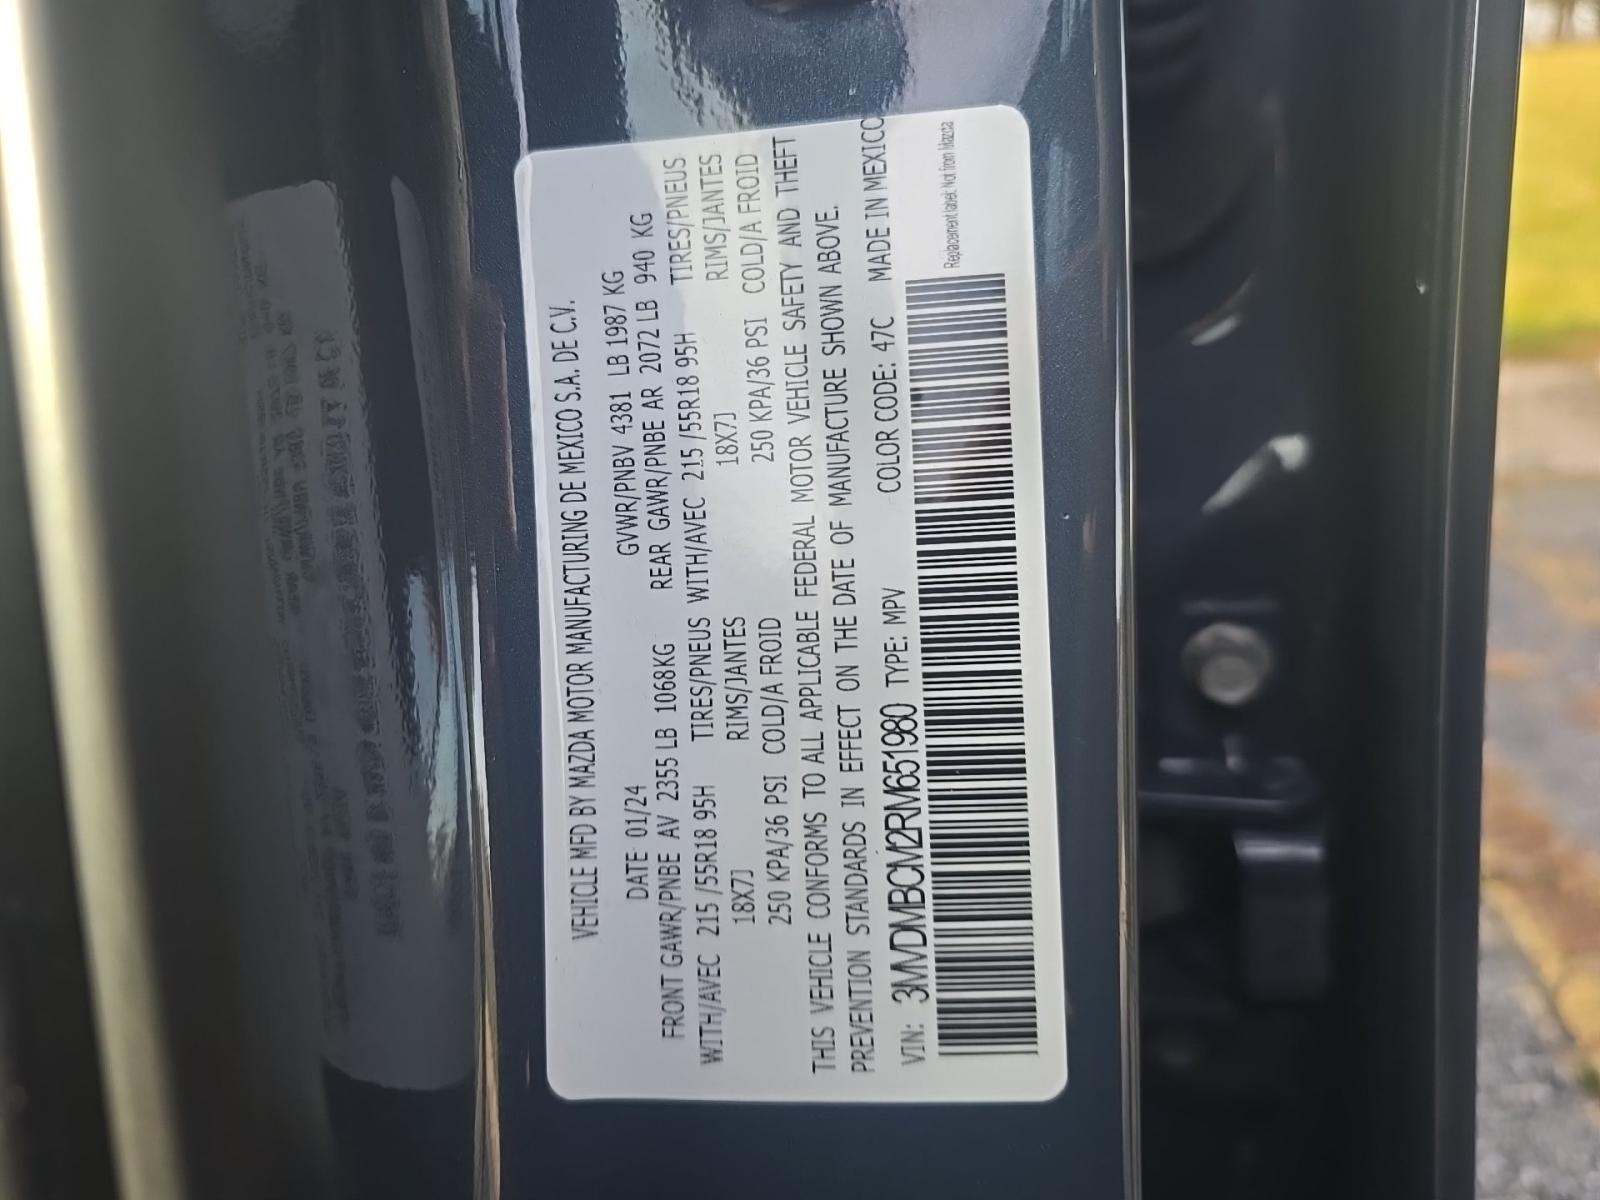 VEHICLE MFD BY MAZDA MOTOR MANUFACTURING DE MEXICO S.A. DE C.V.
DATE 01/24 GVWR/PNBV 4381 LB 1987 KG
FRONT GAWR/PNBE AV 2355 LB 1068KG REAR GAWR/PNBE AR 2072 LB 940 KG
WITH/AVEC 215 /55R18 95H TIRES/PNEUS WITH/AVEC 215 /55R18 95H TIRES/PNEUS
18X7J RIMS/JANTES 18X7J RIMS/JANTES
250 KPA/36 PSI COLD/A FROID 250 KPA/36 PSI COLD/A FROID
THIS VEHICLE CONFORMS TO ALL APPLICABLE FEDERAL MOTOR VEHICLE SAFETY AND THEFT
PREVENTION STANDARDS IN EFFECT ON THE DATE OF MANUFACTURE SHOWN ABOVE.
VIN: 3MVDMBCM2RM651980 TYPE: MPV COLOR CODE: 47C MADE IN MEXICO
Replacement label: Not from Mazda